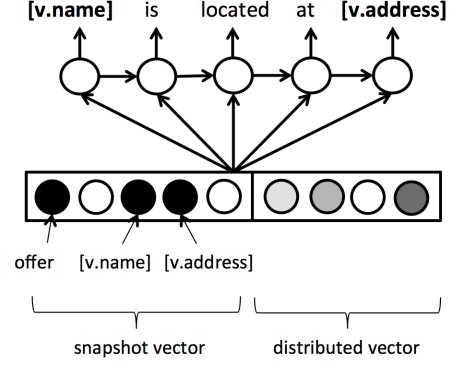 [v.name] is located at [v.address]
offer [v.name] [v.address]
snapshot vector distributed vector